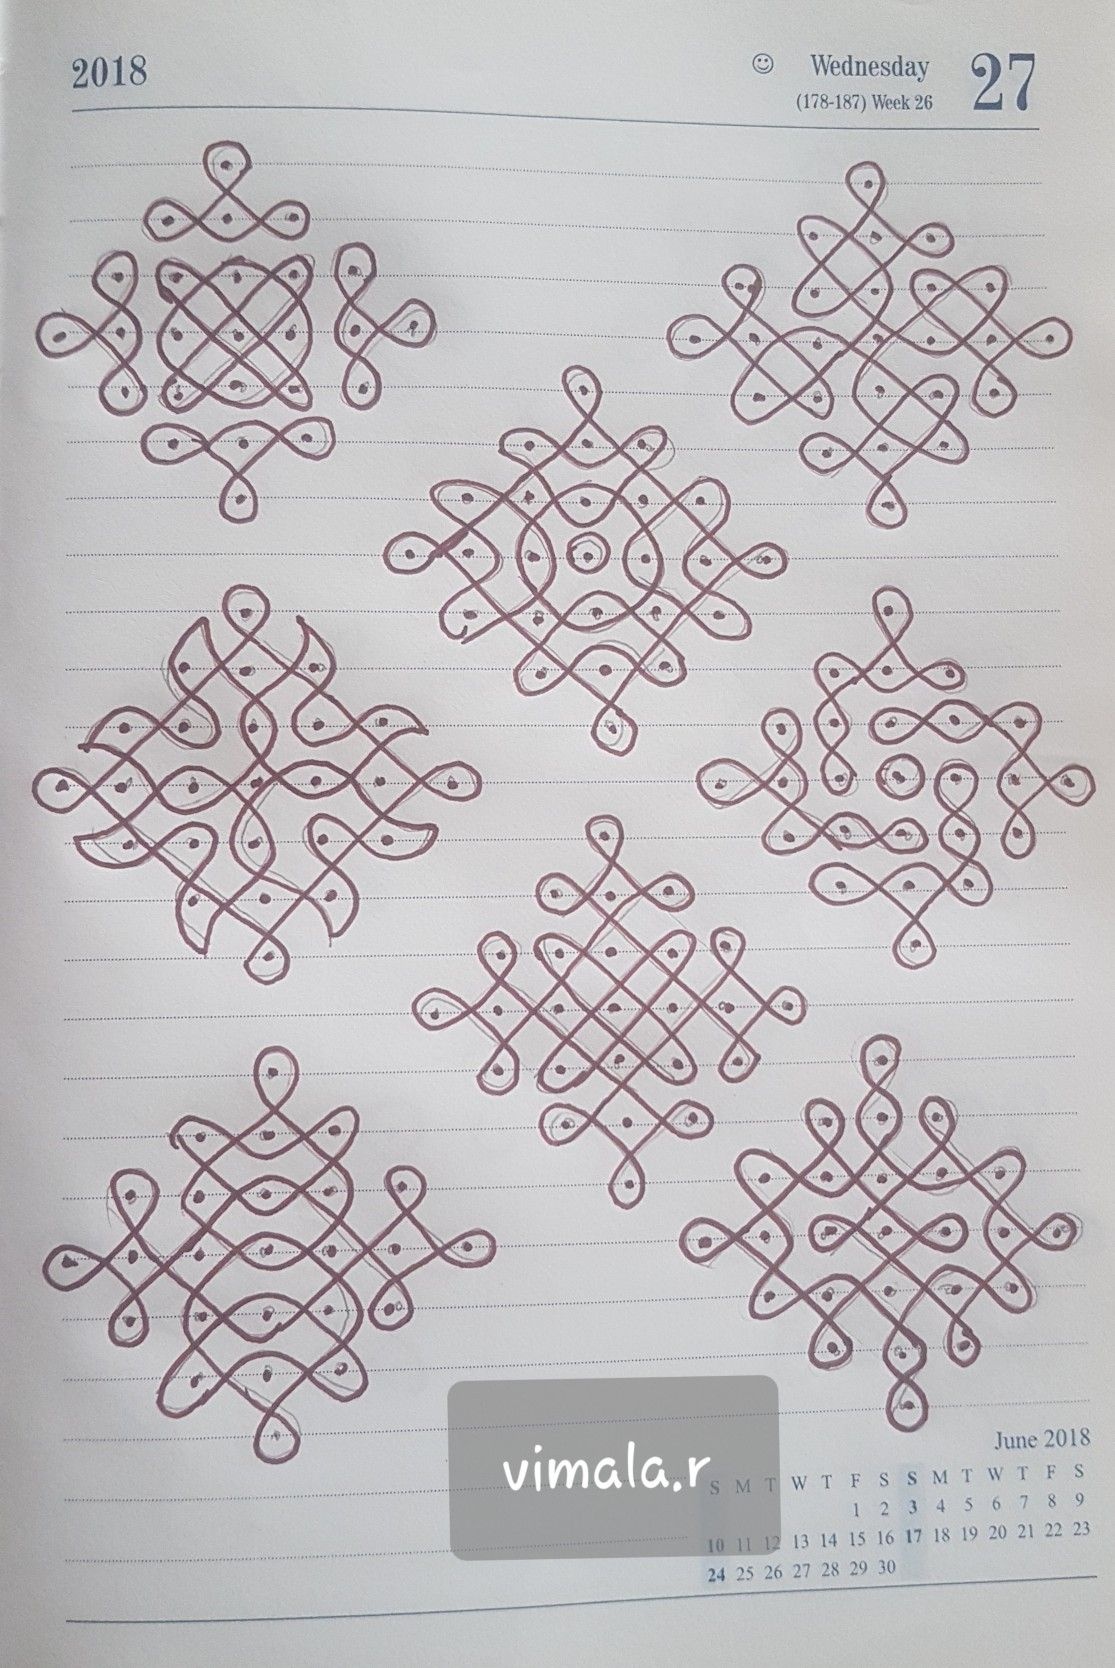 2018
☺ Wednesday 27
(178-187) Week 26
vimala.r
June 2018
S M T W T F S S M T W T F S
1 2 3 4 5 6 7 8 9
10 11 12 13 14 15 16 17 18 19 20 21 22 23
24 25 26 27 28 29 30